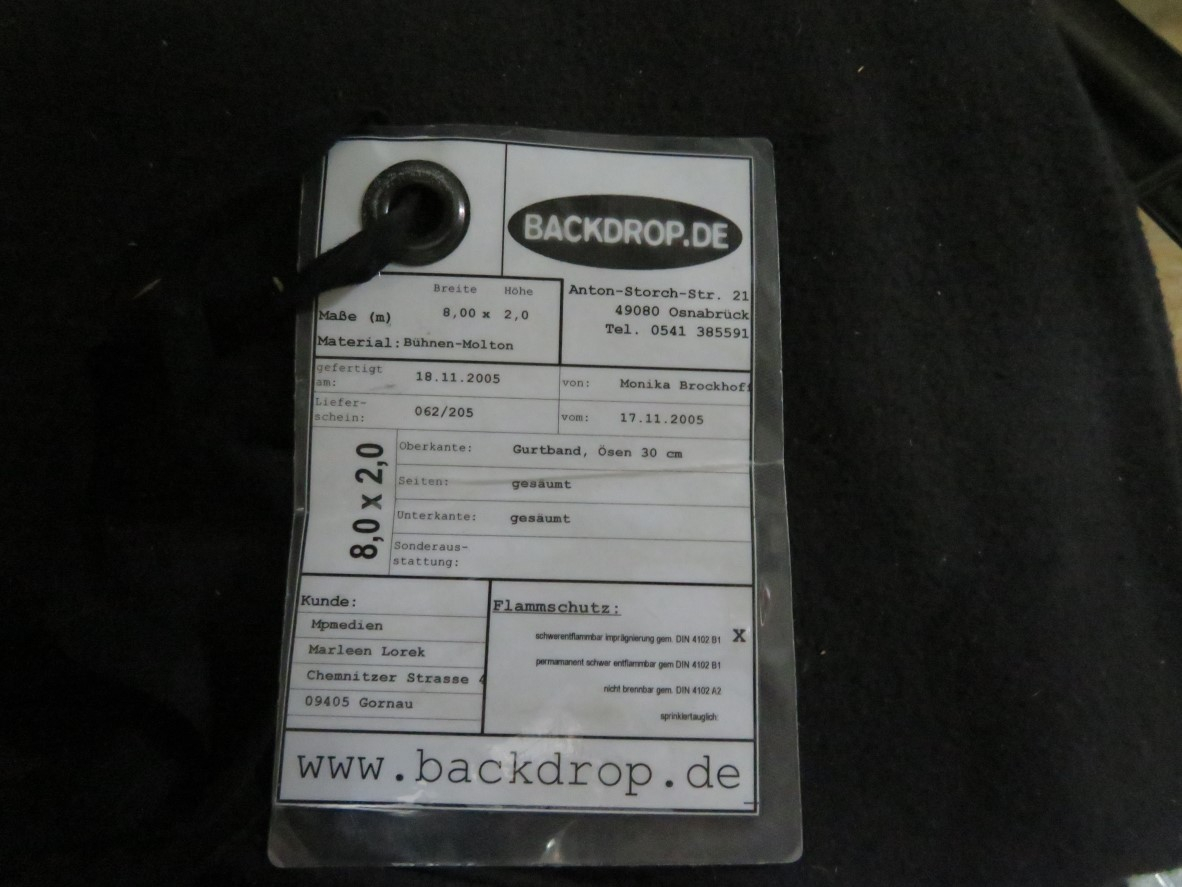 BACKDROP.DE
Anton-Storch-Str. 21
49080 Osnabrück
Tel. 0541 385591
Breite Höhe
Maße (m) 8,00 x 2,0
Material: Bühnen-Molton
gefertigt
am: 18.11.2005 von: Monika Brockhoff
Liefer-
schein: 062/205 vom: 17.11.2005
8,0 x 2,0
Oberkante: Gurtband, Ösen 30 cm
Seiten: gesäumt
Unterkante: gesäumt
Sonderaus-
stattung:
Kunde:
Mpmedien
Marleen Lorek
Chemnitzer Strasse 4
09405 Gornau
Flammschutz:
schwerentflammbar imprägnierung gem. DIN 4102 B1 X
permamanent schwer entflammbar gem DIN 4102 B1
nicht brennbar gem. DIN 4102 A2
sprinklertauglich:
www.backdrop.de